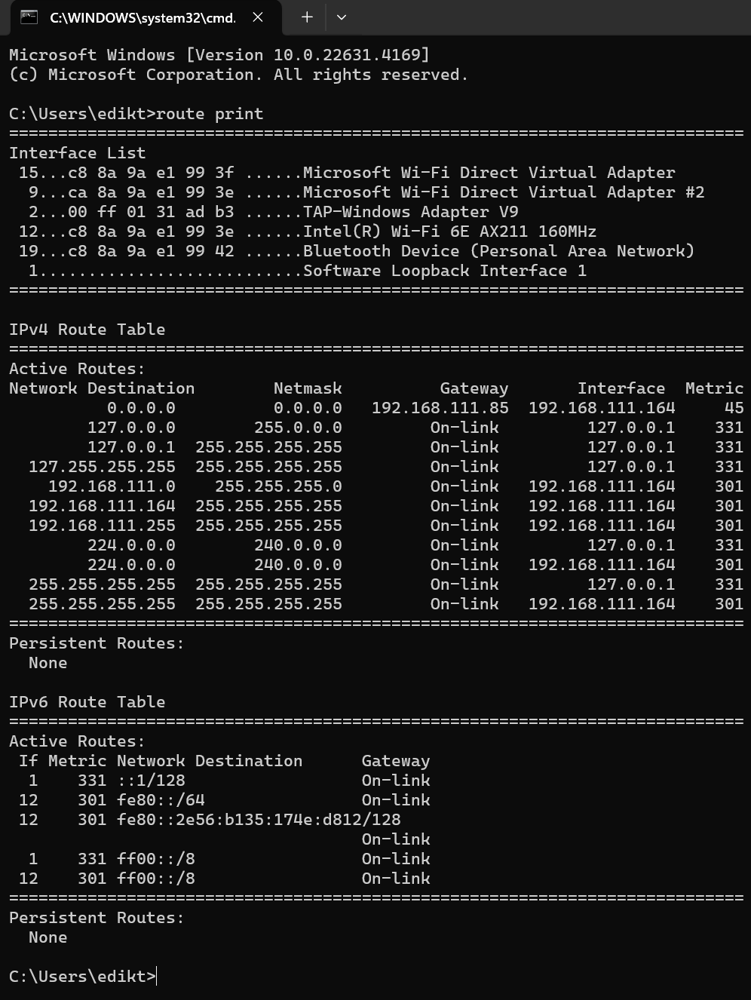 C:\WINDOWS\system32\cmd.
Microsoft Windows [Version 10.0.22631.4169]
(c) Microsoft Corporation. All rights reserved.
C:\Users\edikt>route print
===========================================================================
Interface List
 15...c8 8a 9a e1 99 3f ......Microsoft Wi-Fi Direct Virtual Adapter
  9...ca 8a 9a e1 99 3e ......Microsoft Wi-Fi Direct Virtual Adapter #2
  2...00 ff 01 31 ad b3 ......TAP-Windows Adapter V9
 12...c8 8a 9a e1 99 3e ......Intel(R) Wi-Fi 6E AX211 160MHz
 19...c8 8a 9a e1 99 42 ......Bluetooth Device (Personal Area Network)
  1...........................Software Loopback Interface 1
===========================================================================
IPv4 Route Table
===========================================================================
Active Routes:
Network Destination        Netmask          Gateway       Interface  Metric
          0.0.0.0          0.0.0.0   192.168.111.85  192.168.111.164     45
        127.0.0.0        255.0.0.0         On-link         127.0.0.1    331
        127.0.0.1  255.255.255.255         On-link         127.0.0.1    331
  127.255.255.255  255.255.255.255         On-link         127.0.0.1    331
    192.168.111.0    255.255.255.0         On-link   192.168.111.164    301
  192.168.111.164  255.255.255.255         On-link   192.168.111.164    301
  192.168.111.255  255.255.255.255         On-link   192.168.111.164    301
        224.0.0.0        240.0.0.0         On-link         127.0.0.1    331
        224.0.0.0        240.0.0.0         On-link   192.168.111.164    301
  255.255.255.255  255.255.255.255         On-link         127.0.0.1    331
  255.255.255.255  255.255.255.255         On-link   192.168.111.164    301
===========================================================================
Persistent Routes:
  None
IPv6 Route Table
===========================================================================
Active Routes:
 If Metric Network Destination      Gateway
  1    331 ::1/128                  On-link
 12    301 fe80::/64                On-link
 12    301 fe80::2e56:b135:174e:d812/128
                                    On-link
  1    331 ff00::/8                 On-link
 12    301 ff00::/8                 On-link
===========================================================================
Persistent Routes:
  None
C:\Users\edikt>